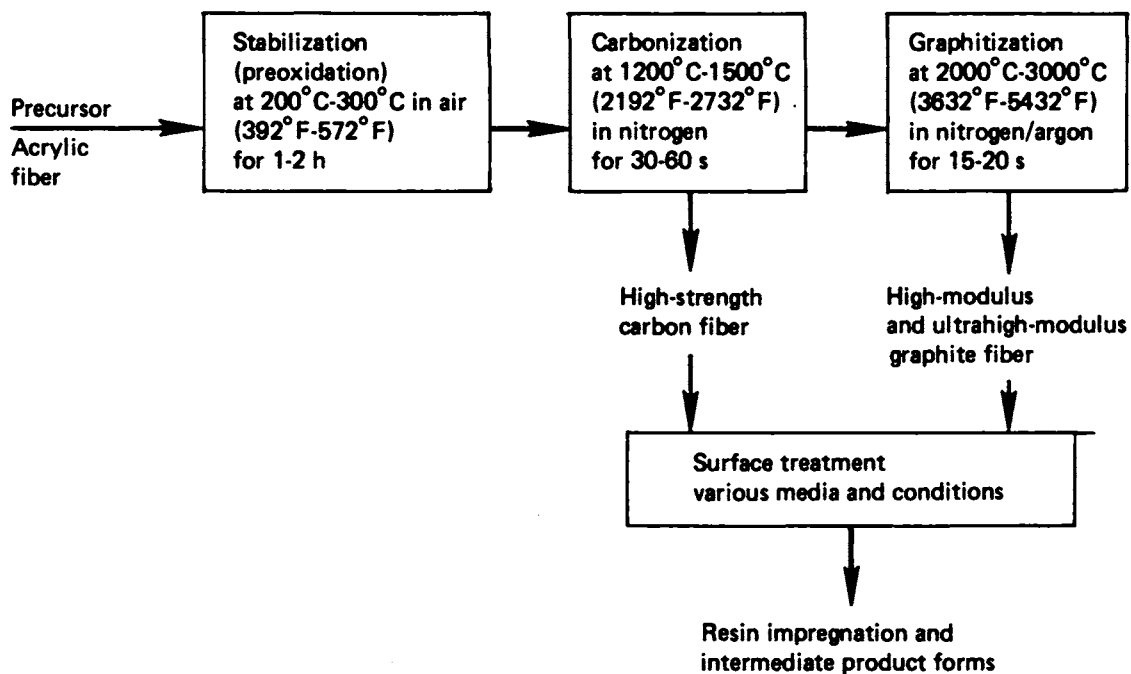 Precursor
Acrylic
fiber
Stabilization
(preoxidation)
at 200°C-300°C in air
(392°F-572°F)
for 1-2 h
Carbonization
at 1200°C-1500°C
(2192°F-2732°F)
in nitrogen
for 30-60 s
Graphitization
at 2000°C-3000°C
(3632°F-5432°F)
in nitrogen/argon
for 15-20 s
High-strength
carbon fiber
High-modulus
and ultrahigh-modulus
graphite fiber
Surface treatment
various media and conditions
Resin impregnation and
intermediate product forms